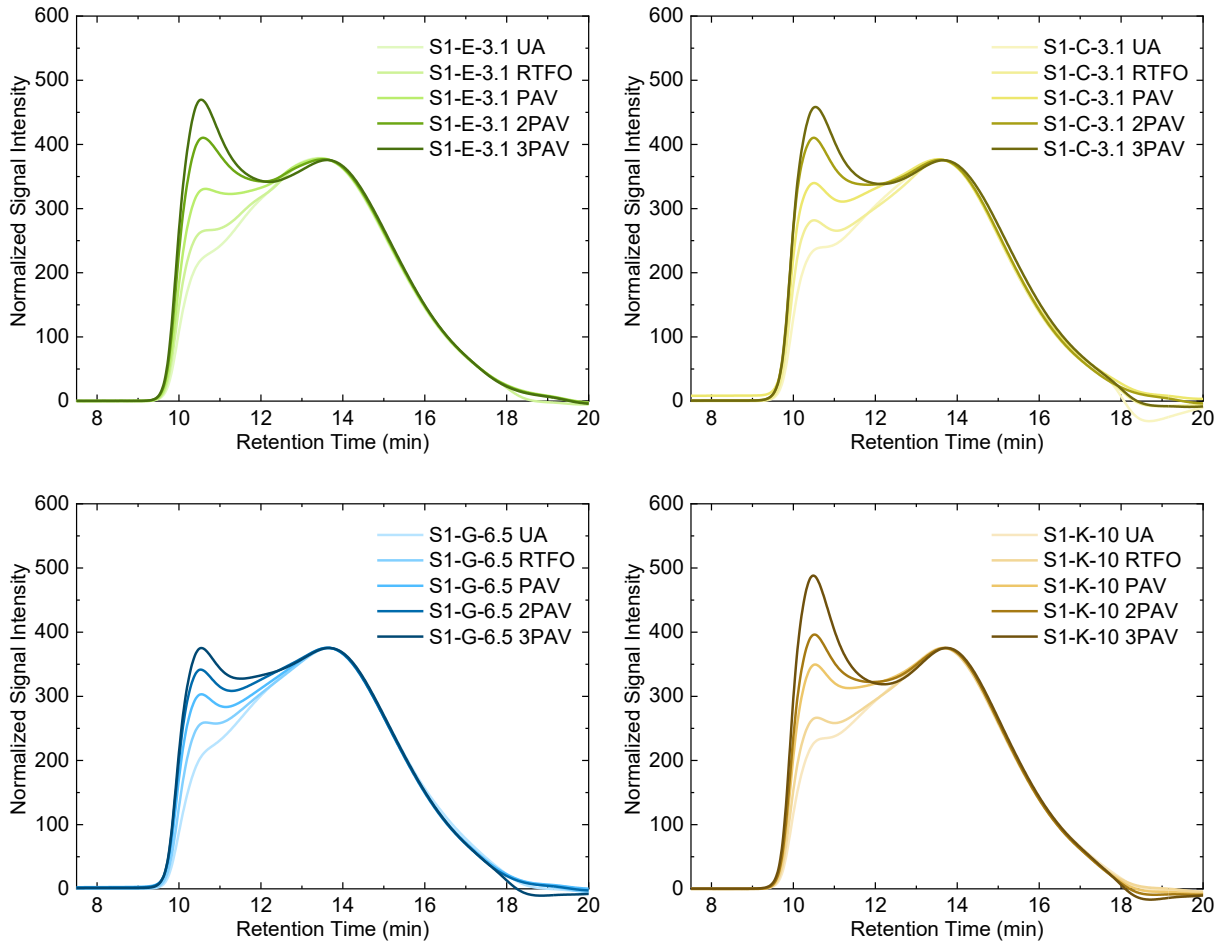 600
500
400
300
200
100
0
Normalized Signal Intensity
S1-E-3.1 UA
S1-E-3.1 RTFO
S1-E-3.1 PAV
S1-E-3.1 2PAV
S1-E-3.1 3PAV
8 10 12 14 16 18 20
Retention Time (min)
600
500
400
300
200
100
0
Normalized Signal Intensity
S1-C-3.1 UA
S1-C-3.1 RTFO
S1-C-3.1 PAV
S1-C-3.1 2PAV
S1-C-3.1 3PAV
8 10 12 14 16 18 20
Retention Time (min)
600
500
400
300
200
100
0
Normalized Signal Intensity
S1-G-6.5 UA
S1-G-6.5 RTFO
S1-G-6.5 PAV
S1-G-6.5 2PAV
S1-G-6.5 3PAV
8 10 12 14 16 18 20
Retention Time (min)
600
500
400
300
200
100
0
Normalized Signal Intensity
S1-K-10 UA
S1-K-10 RTFO
S1-K-10 PAV
S1-K-10 2PAV
S1-K-10 3PAV
8 10 12 14 16 18 20
Retention Time (min)